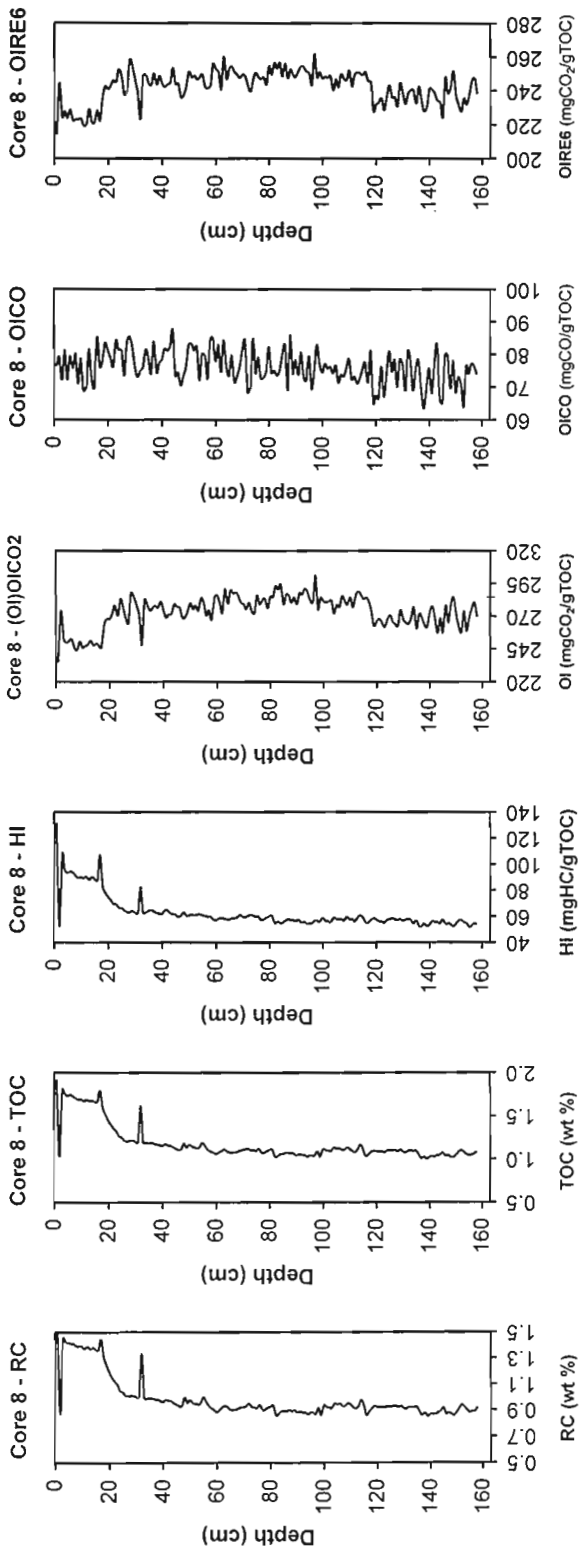 Core 8 - RC
0
20
40
60
80
100
120
140
160
Depth (cm)
0.5 0.7 0.9 1.1 1.3 1.5
RC (wt %)
Core 8 - TOC
0
20
40
60
80
100
120
140
160
Depth (cm)
0.5 1.0 1.5 2.0
TOC (wt %)
Core 8 - HI
0
20
40
60
80
100
120
140
160
Depth (cm)
40 60 80 100 120 140
HI (mgHC/gTOC)
Core 8 - (OI)OICO2
0
20
40
60
80
100
120
140
160
Depth (cm)
220 245 270 295 320
OI (mgCO₂/gTOC)
Core 8 - OICO
0
20
40
60
80
100
120
140
160
Depth (cm)
60 70 80 90 100
OICO (mgCO/gTOC)
Core 8 - OIRE6
0
20
40
60
80
100
120
140
160
Depth (cm)
200 220 240 260 280
OIRE6 (mgCO₂/gTOC)